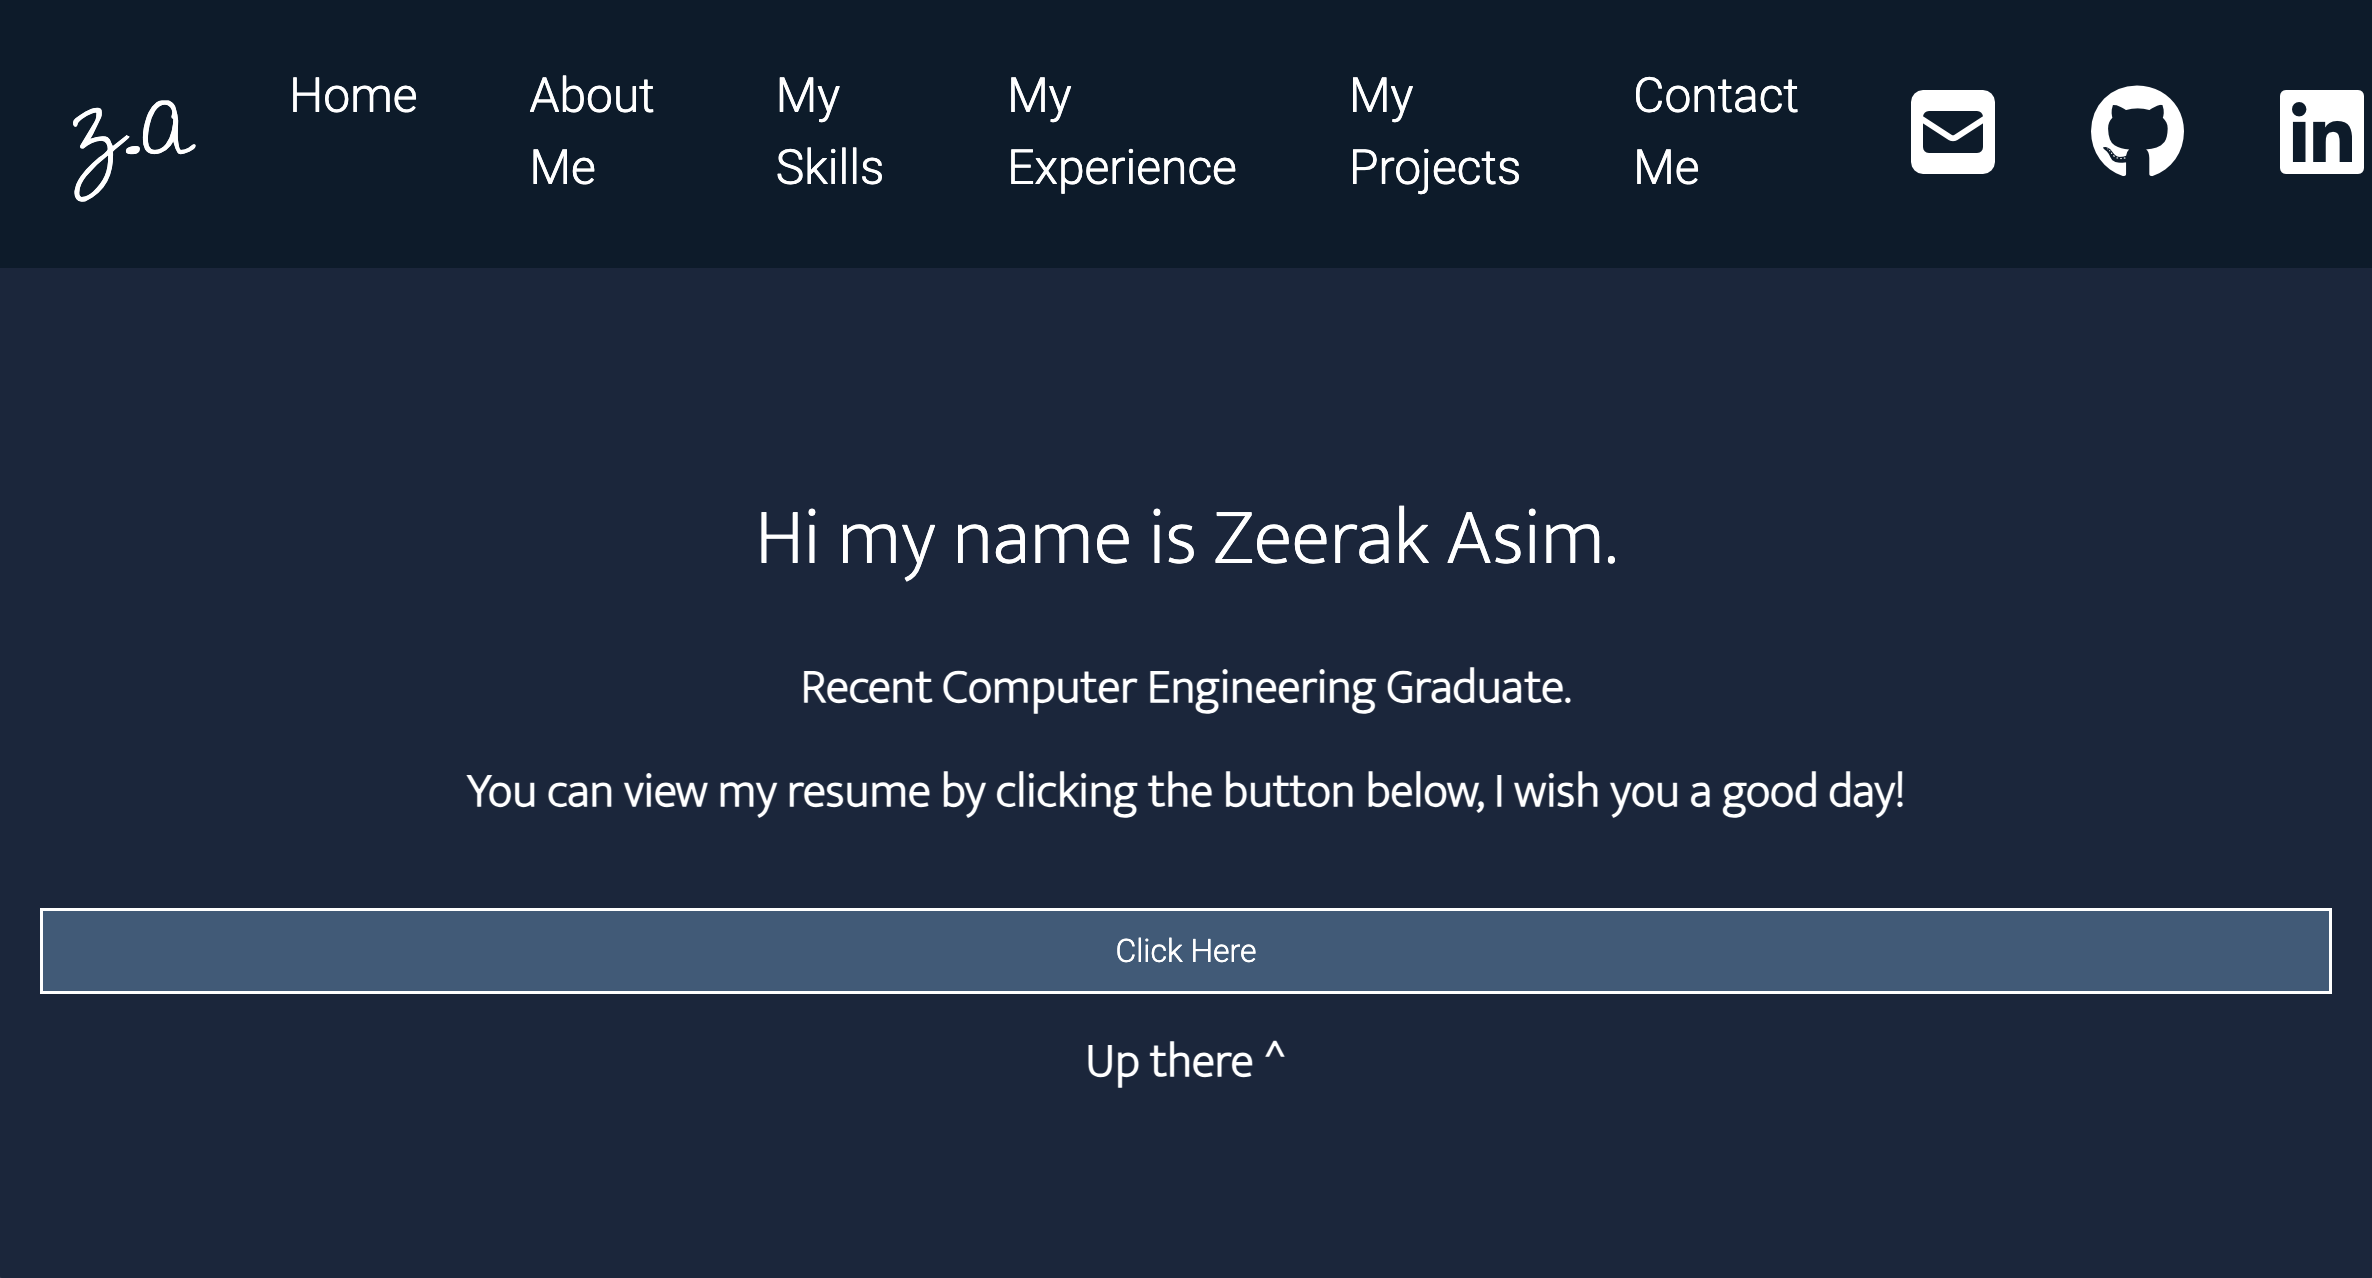 z.a
Home
About
Me
My
Skills
My
Experience
My
Projects
Contact
Me
in
Hi my name is Zeerak Asim.
Recent Computer Engineering Graduate.
You can view my resume by clicking the button below, I wish you a good day!
Click Here
Up there ^